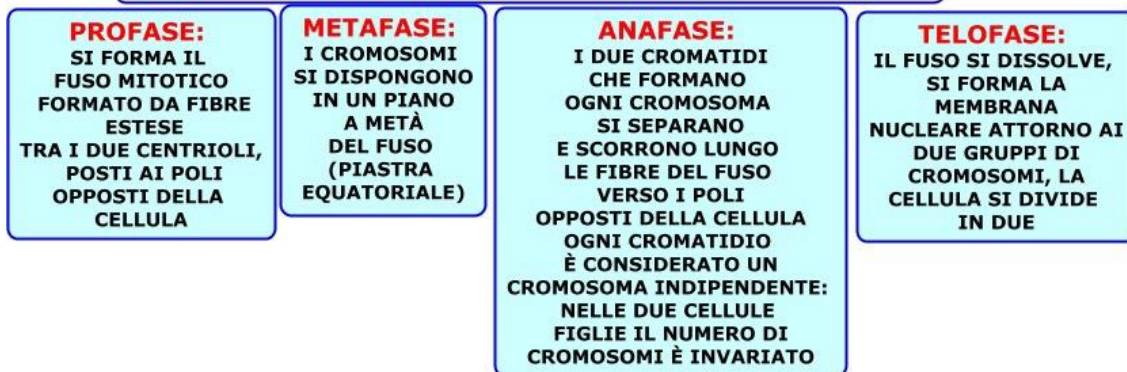 PROFASE:
SI FORMA IL
FUSO MITOTICO
FORMATO DA FIBRE
ESTESE
TRA I DUE CENTRIOLI,
POSTI AI POLI
OPPOSTI DELLA
CELLULA
METAFASE:
I CROMOSOMI
SI DISPONGONO
IN UN PIANO
A METÀ
DEL FUSO
(PIASTRA
EQUATORIALE)
ANAFASE:
I DUE CROMATIDI
CHE FORMANO
OGNI CROMOSOMA
SI SEPARANO
E SCORRONO LUNGO
LE FIBRE DEL FUSO
VERSO I POLI
OPPOSTI DELLA CELLULA
OGNI CROMATIDIO
È CONSIDERATO UN
CROMOSOMA INDIPENDENTE:
NELLE DUE CELLULE
FIGLIE IL NUMERO DI
CROMOSOMI È INVARIATO
TELOFASE:
IL FUSO SI DISSOLVE,
SI FORMA LA
MEMBRANA
NUCLEARE ATTORNO AI
DUE GRUPPI DI
CROMOSOMI, LA
CELLULA SI DIVIDE
IN DUE